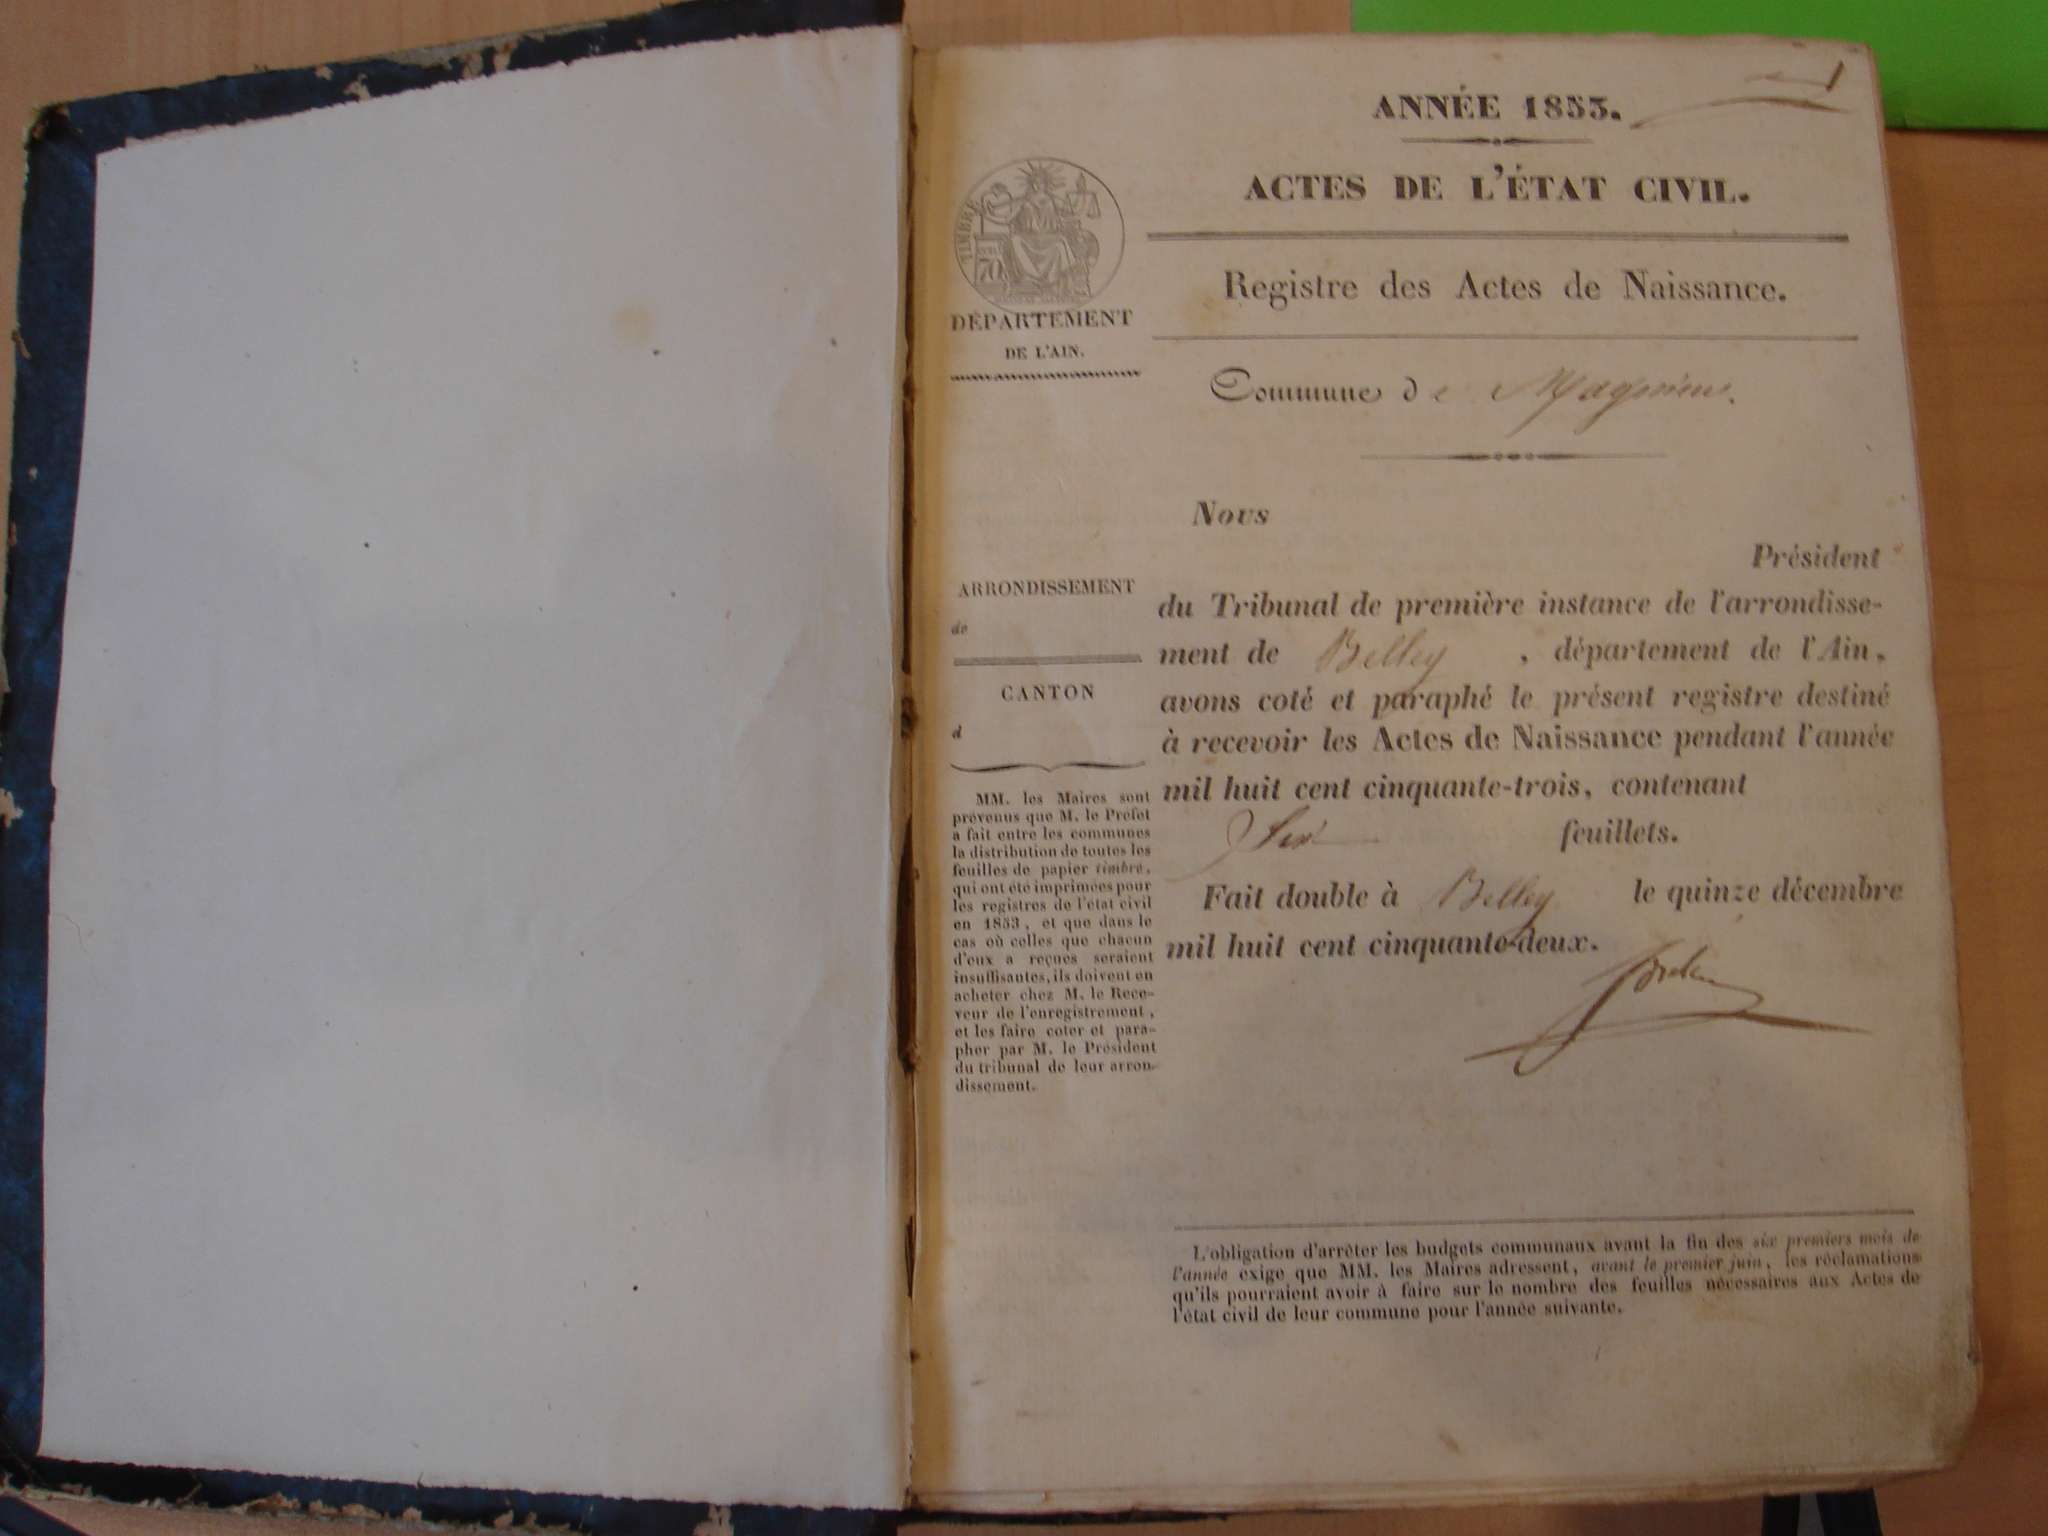 1
ANNÉE 1853.
ACTES DE L'ÉTAT CIVIL.
Registre des Actes de Naissance.
Commune de Magnieu.
TIMBRE
70
DÉPARTEMENT
DE L'AIN.
ARRONDISSEMENT
de
CANTON
d
MM. les Maires sont
prévenus que M. le Préfet
a fait entre les communes
la distribution de toutes les
feuilles de papier timbré,
qui ont été imprimées pour
les registres de l'état civil
en 1853, et que dans le
cas où celles que chacun
d'eux a reçues seraient
insuffisantes, ils doivent en
acheter chez M. le Rece-
veur de l'enregistrement,
et les faire coter et para-
pher par M. le Président
du tribunal de leur arron-
dissement.
Nous
Président
du Tribunal de première instance de l'arrondisse-
ment de Belley, département de l'Ain,
avons coté et paraphé le présent registre destiné
à recevoir les Actes de Naissance pendant l'année
mil huit cent cinquante-trois, contenant
Six feuillets.
Fait double à Belley le quinze décembre
mil huit cent cinquante-deux.
L'obligation d'arrêter les budgets communaux avant la fin des six premiers mois de
l'année exige que MM. les Maires adressent, avant le premier juin, les réclamations
qu'ils pourraient avoir à faire sur le nombre des feuilles nécessaires aux Actes de
l'état civil de leur commune pour l'année suivante.